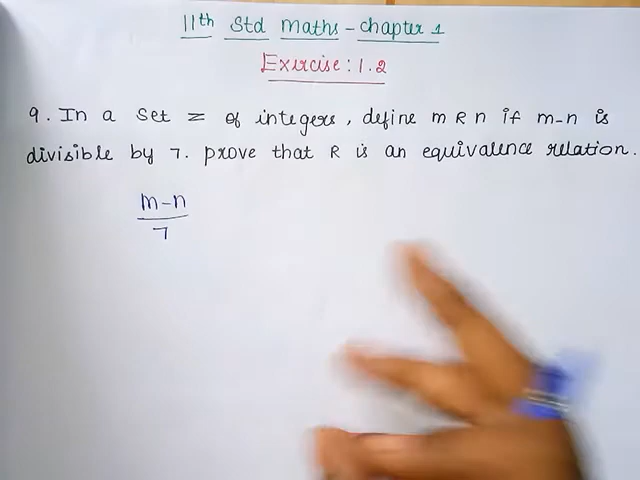 11th Std Maths - chapter 1
Exercise: 1.2
9. In a set Z of integers, define m R n if m-n is
divisible by 7. prove that R is an equivalence relation.
m-n
7